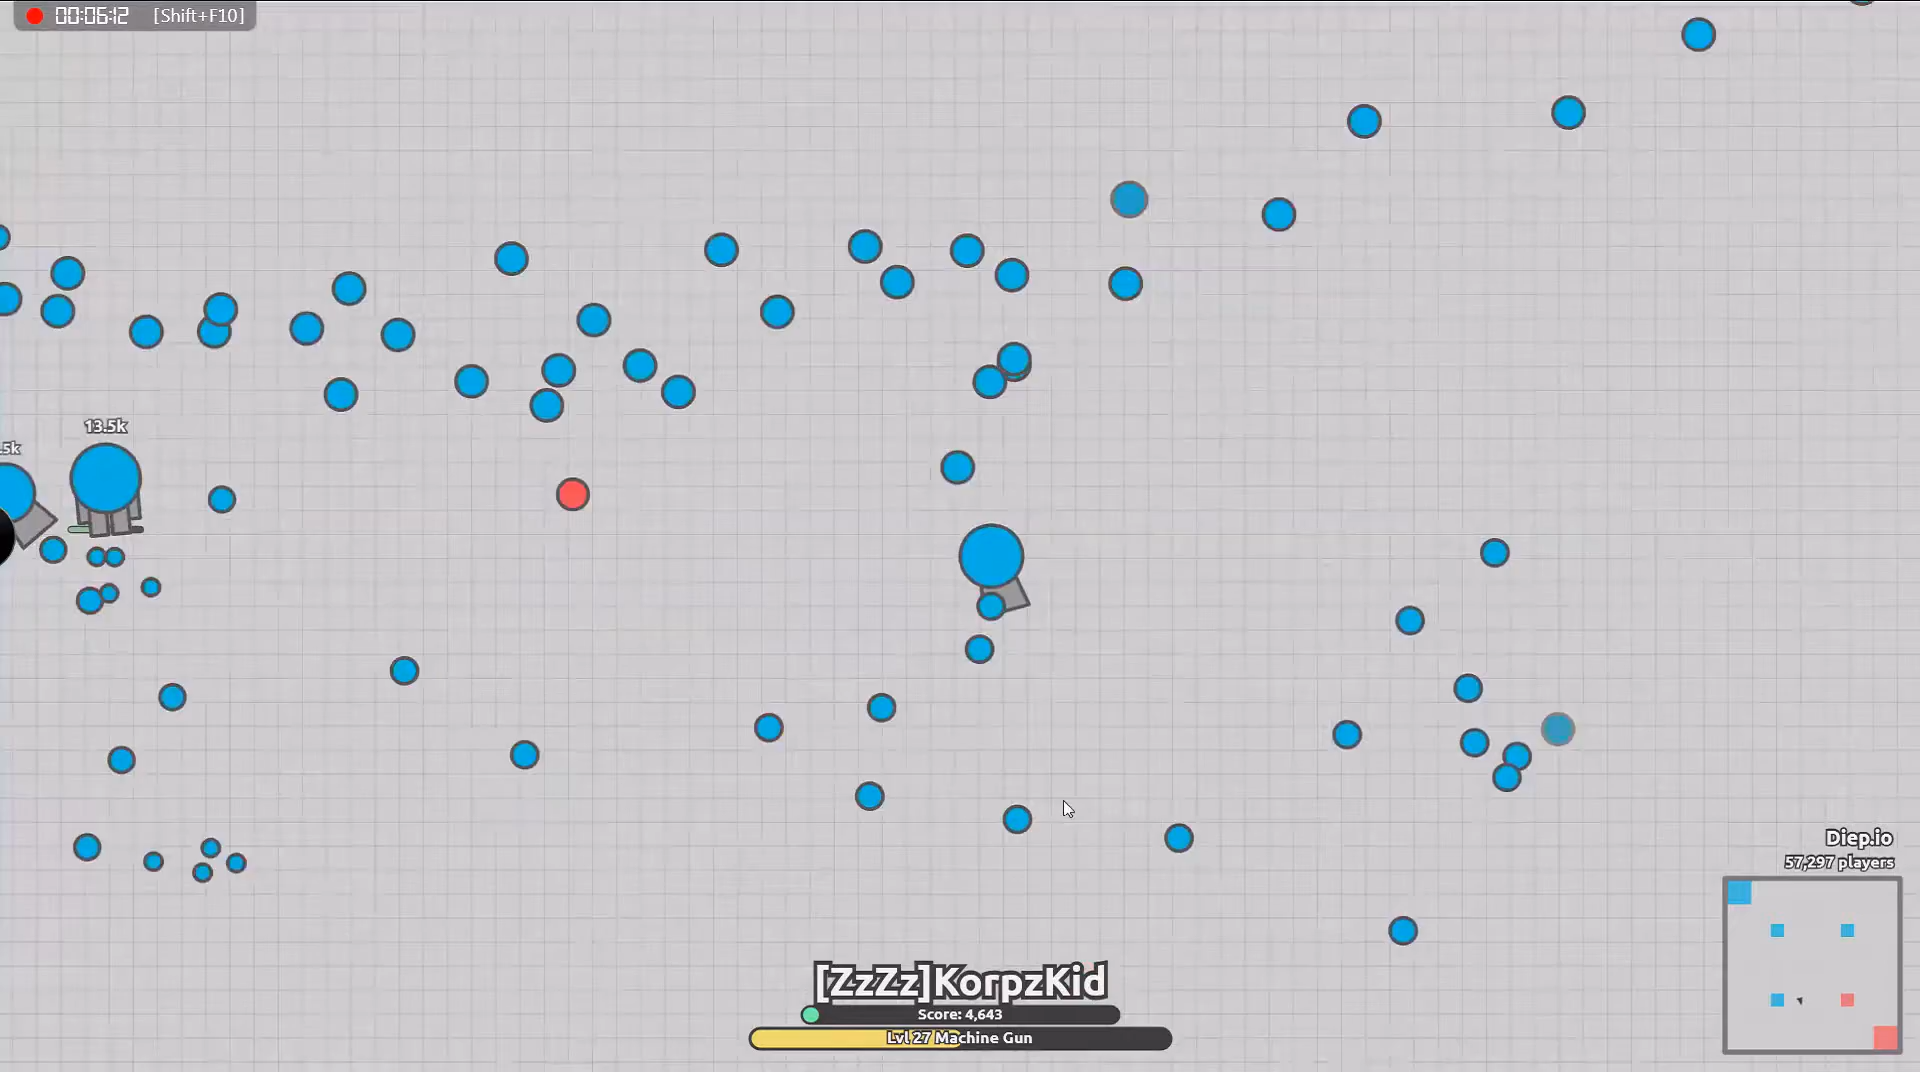 00:06:12 [Shift+F10]
13.5k
.5k
Diep.io
57,297 players
[ZzZz]KorpzKid
Score: 4,643
Lvl 27 Machine Gun